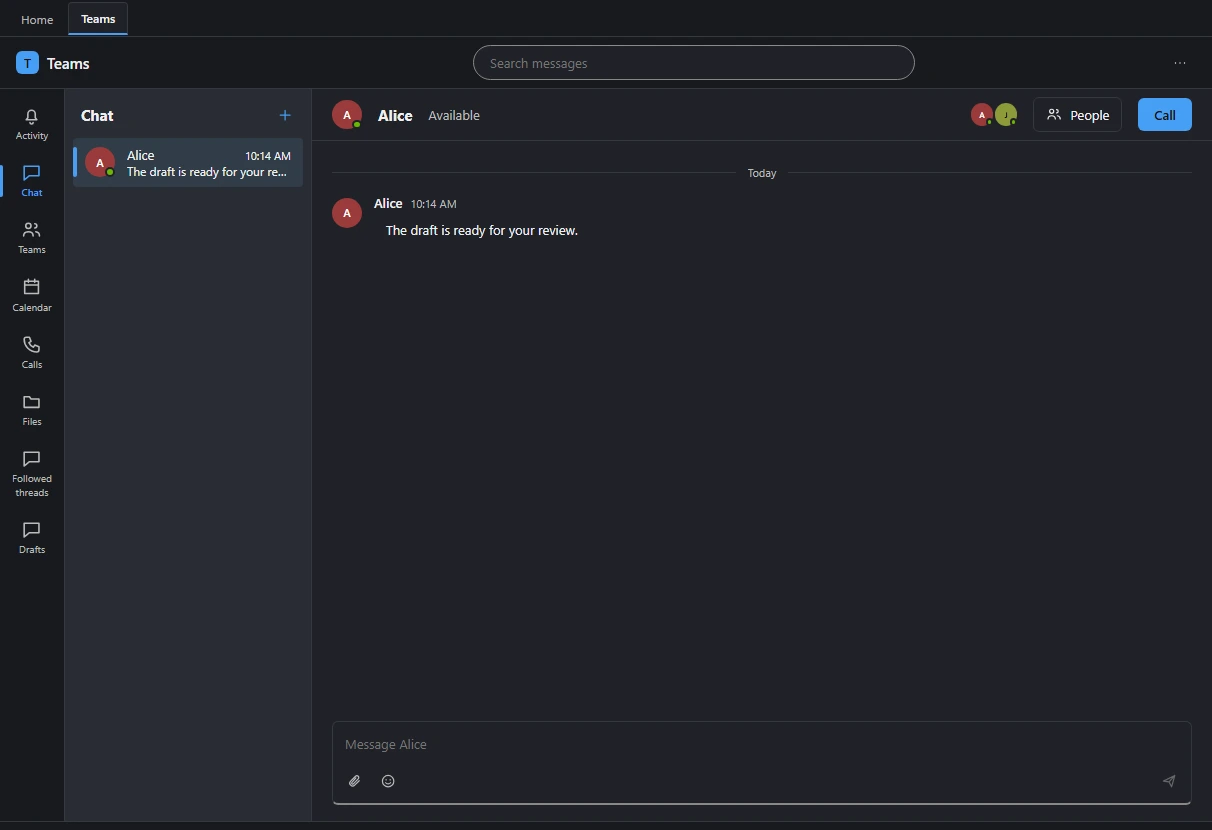 Home
Teams
T
Teams
Search messages
Activity
Chat
Teams
Calendar
Calls
Files
Followed
threads
Drafts
Chat
A
Alice
10:14 AM
The draft is ready for your re...
A
Alice
Available
A
J
People
Call
Today
A
Alice
10:14 AM
The draft is ready for your review.
Message Alice